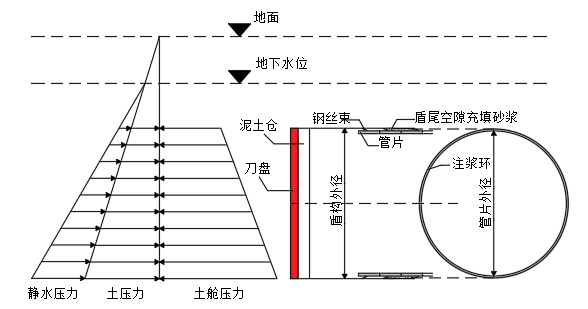 地面
地下水位
钢丝束
盾尾空隙充填砂浆
泥土仓
管片
刀盘
注浆环
盾构外径
管片外径
静水压力
土压力
土舱压力